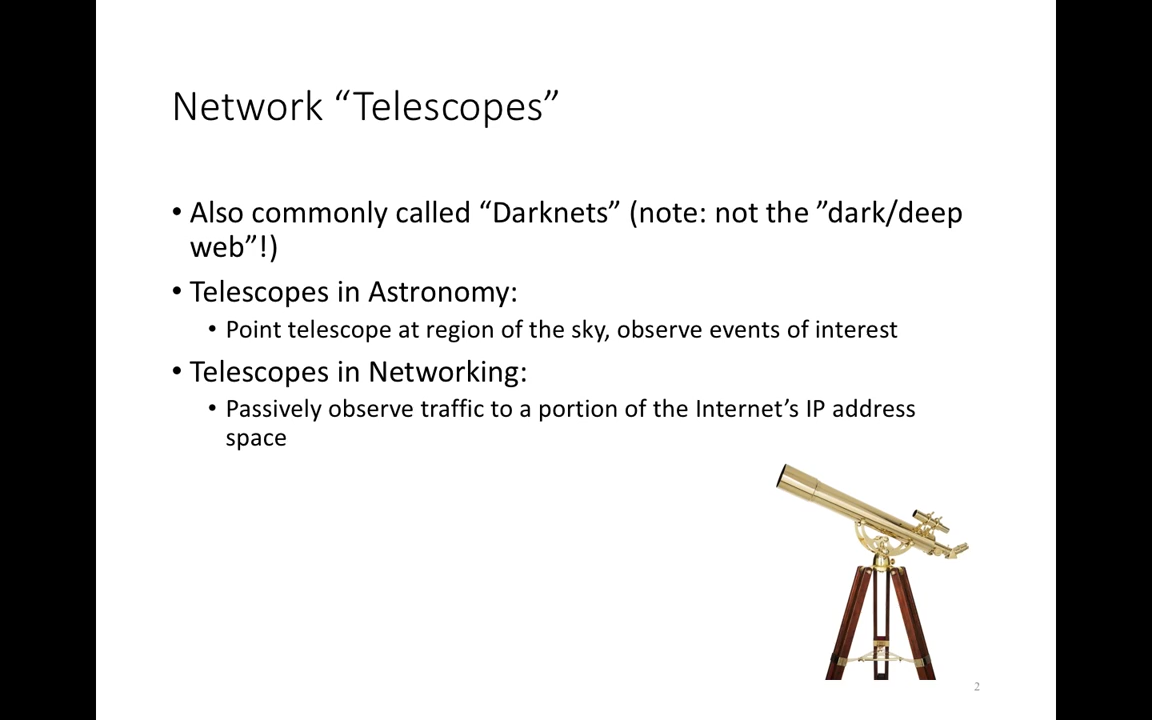 Network “Telescopes”
• Also commonly called “Darknets” (note: not the ”dark/deep
web”!)
• Telescopes in Astronomy:
• Point telescope at region of the sky, observe events of interest
• Telescopes in Networking:
• Passively observe traffic to a portion of the Internet’s IP address
space
2